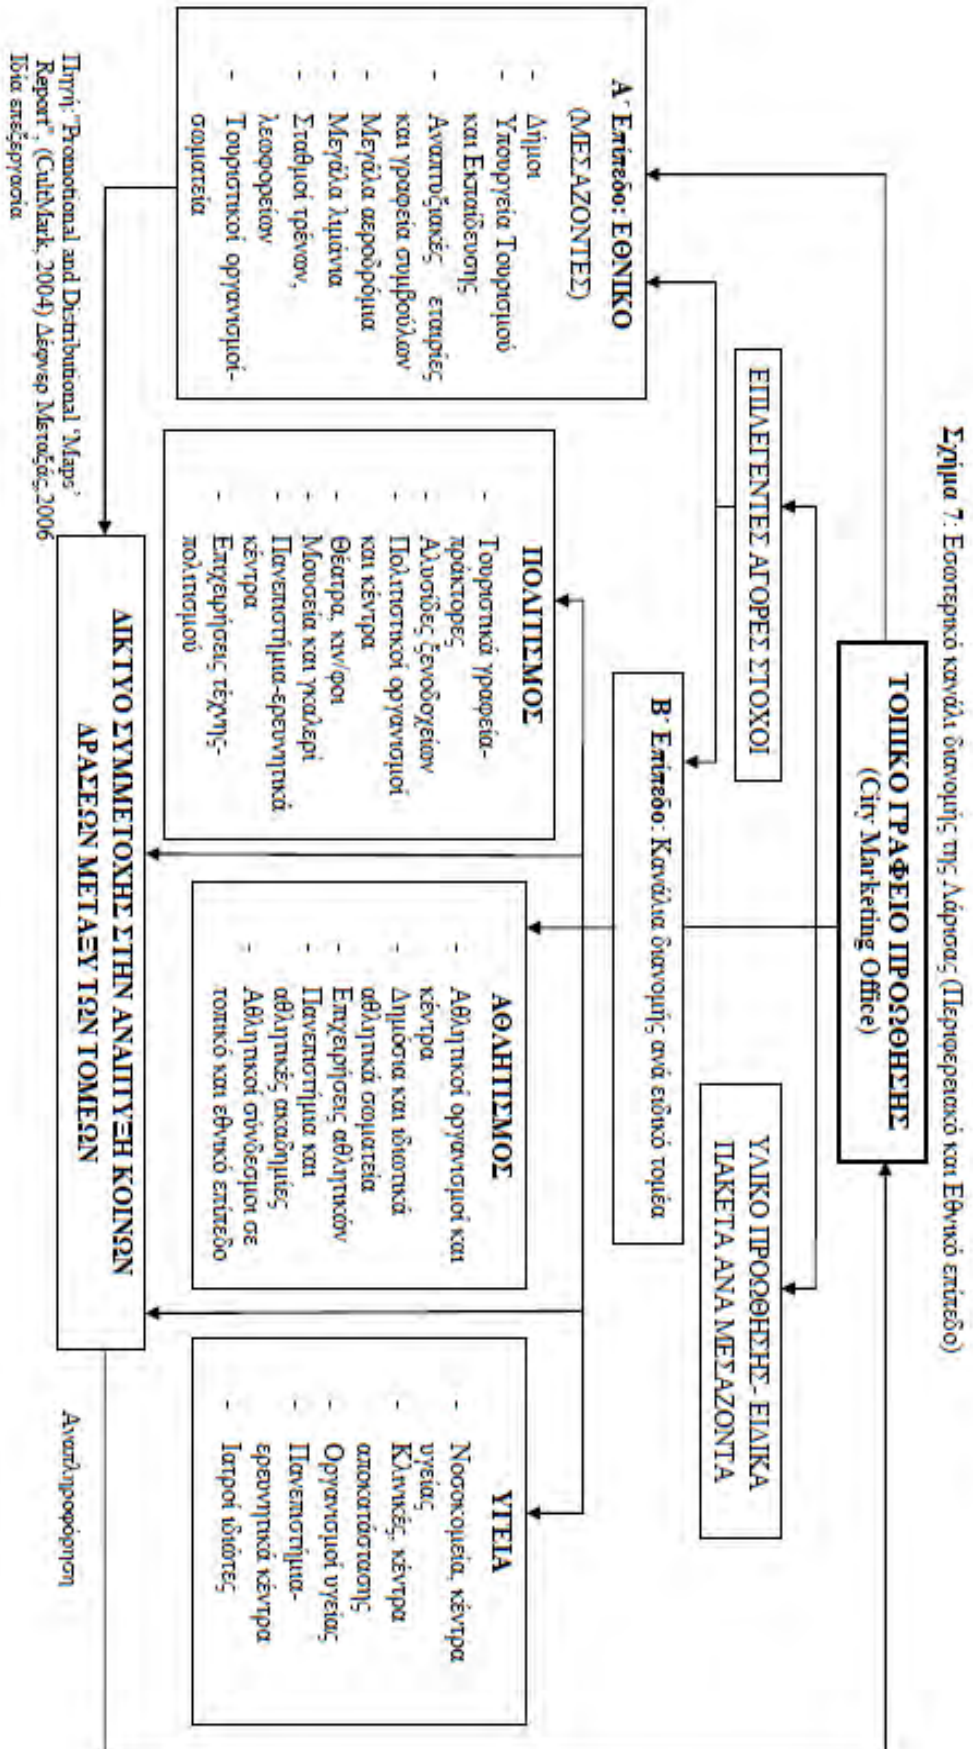 Σχήμα 7. Εσωτερικό κανάλι διανομής της Λάρισας (Περιφερειακό και Εθνικό επίπεδο)
ΤΟΠΙΚΟ ΓΡΑΦΕΙΟ ΠΡΟΩΘΗΣΗΣ
(City Marketing Office)
ΕΠΙΛΕΓΕΝΤΕΣ ΑΓΟΡΕΣ ΣΤΟΧΟΙ
ΥΛΙΚΟ ΠΡΟΩΘΗΣΗΣ- ΕΙΔΙΚΑ
ΠΑΚΕΤΑ ΑΝΑ ΜΕΣΑΖΟΝΤΑ
Α΄ Επίπεδο: ΕΘΝΙΚΟ
(ΜΕΣΑΖΟΝΤΕΣ)
- Δήμοι
- Υπουργεία Τουρισμού
και Εκπαίδευσης
- Αναπτυξιακές εταιρίες
και γραφεία συμβούλων
- Μεγάλα αεροδρόμια
- Μεγάλα λιμάνια
- Σταθμοί τρένων,
λεωφορείων
- Τουριστικοί οργανισμοί-
σωματεία
Β΄ Επίπεδο: Κανάλια διανομής ανά ειδικό τομέα
ΠΟΛΙΤΙΣΜΟΣ
- Τουριστικά γραφεία-
πράκτορες
- Αλυσίδες ξενοδοχείων
- Πολιτιστικοί οργανισμοί
και κέντρα
- Θέατρα, κιν/φοι
- Μουσεία και γκαλερί
- Πανεπιστήμια-ερευνητικά
κέντρα
- Επιχειρήσεις τέχνης-
πολιτισμού
ΑΘΛΗΤΙΣΜΟΣ
- Αθλητικοί οργανισμοί και
κέντρα
- Δημόσια και ιδιωτικά
αθλητικά σωματεία
- Επιχειρήσεις αθλητικών
- Πανεπιστήμια και
αθλητικές ακαδημίες
- Αθλητικοί σύνδεσμοι σε
τοπικό και εθνικό επίπεδο
ΥΓΕΙΑ
- Νοσοκομεία, κέντρα
υγείας
- Κλινικές, κέντρα
αποκατάστασης
- Οργανισμοί υγείας
- Πανεπιστήμια-
ερευνητικά κέντρα
- Ιατροί ιδιώτες
ΔΙΚΤΥΟ ΣΥΜΜΕΤΟΧΗΣ ΣΤΗΝ ΑΝΑΠΤΥΞΗ ΚΟΙΝΩΝ
ΔΡΑΣΕΩΝ ΜΕΤΑΞΥ ΤΩΝ ΤΟΜΕΩΝ
Αναπληροφόρηση
Πηγή: "Promotional and Distributional 'Maps'
Report", (CultMark, 2004) Δέφνερ Μεταξάς,2006
Ιδία επεξεργασία